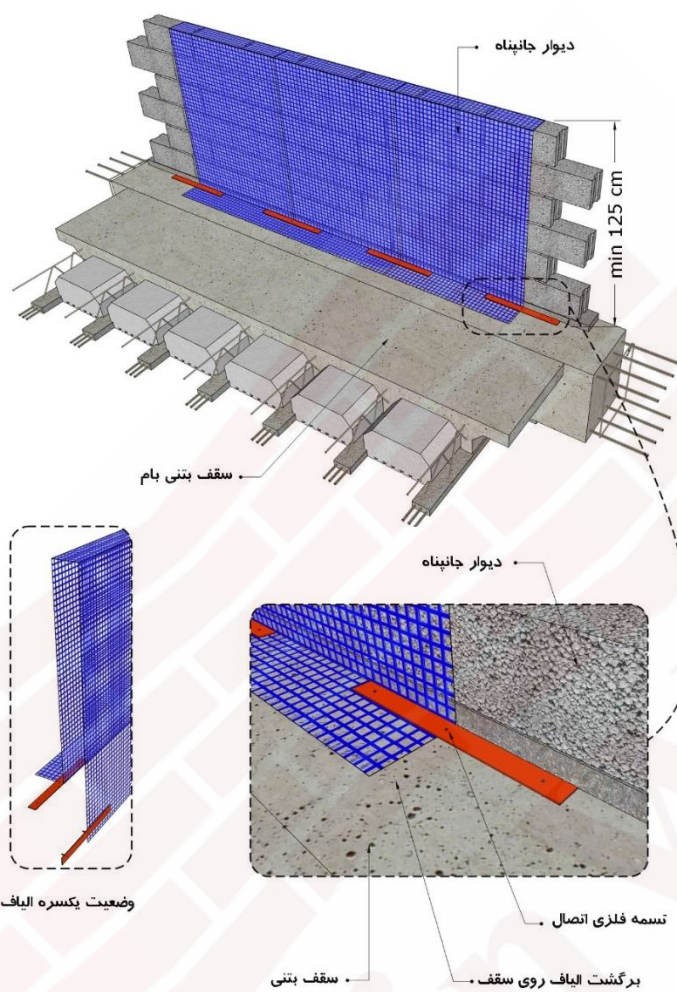 دیوار جانپناه
min 125 cm
سقف بتنی بام
دیوار جانپناه
وضعیت یکسره الیاف
تسمه فلزی اتصال
برگشت الیاف روی سقف
سقف بتنی